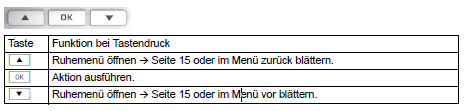 OK
Taste Funktion bei Tastendruck
▲ Ruhemenü öffnen → Seite 15 oder im Menü zurück blättern.
OK Aktion ausführen.
▼ Ruhemenü öffnen → Seite 15 oder im Menü vor blättern.